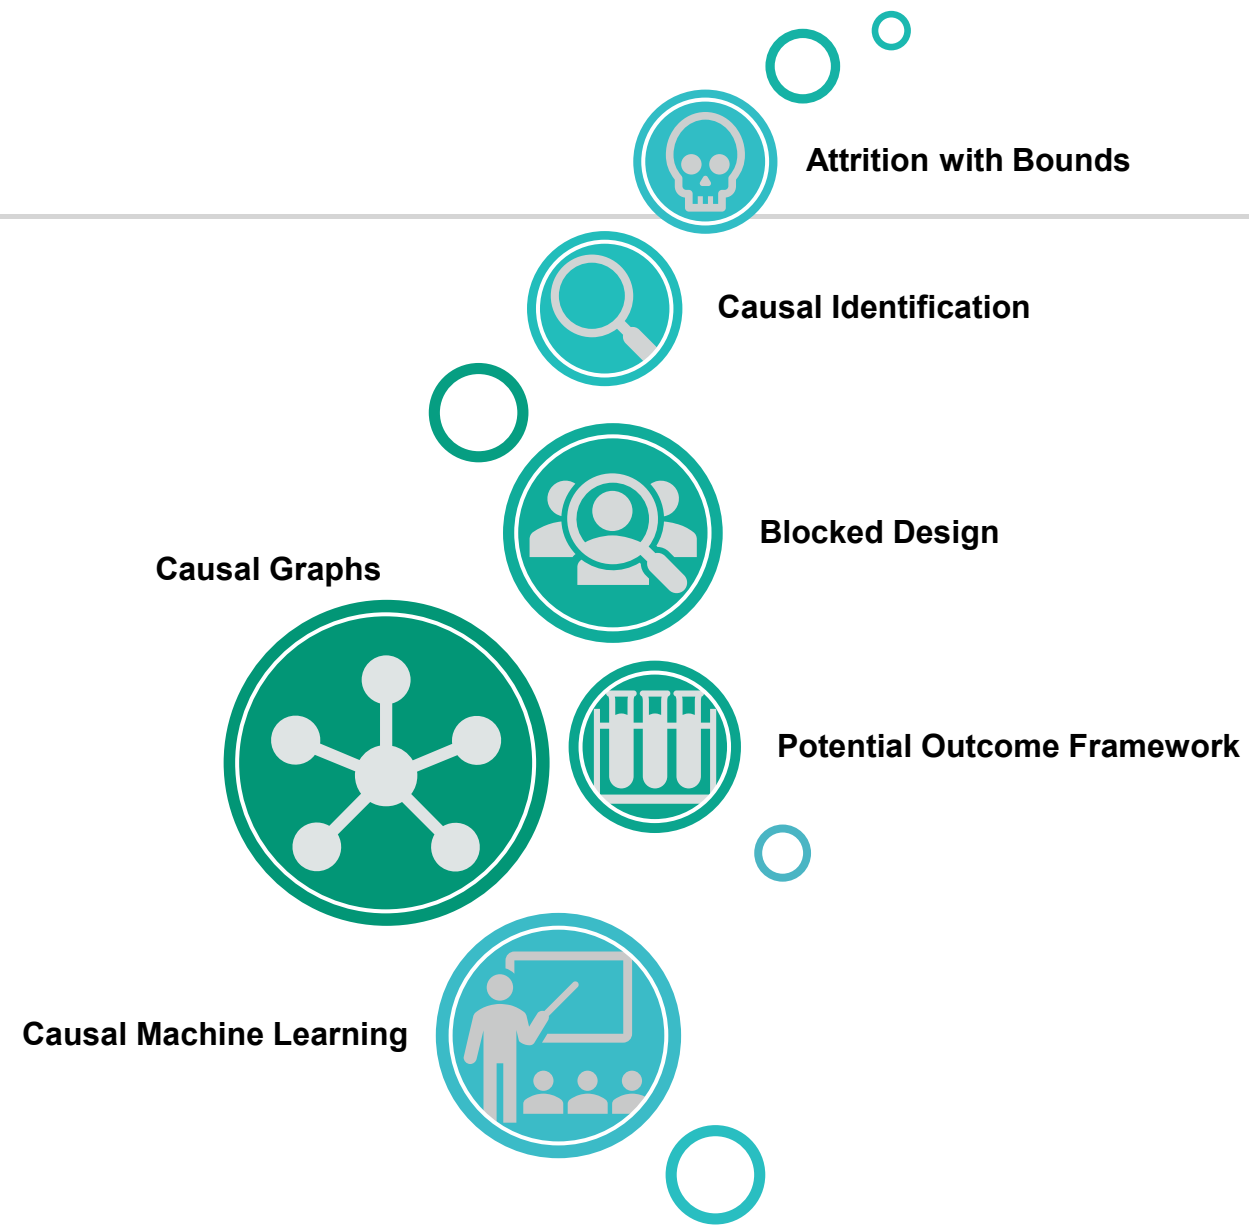 Attrition with Bounds
Causal Identification
Blocked Design
Causal Graphs
Potential Outcome Framework
Causal Machine Learning